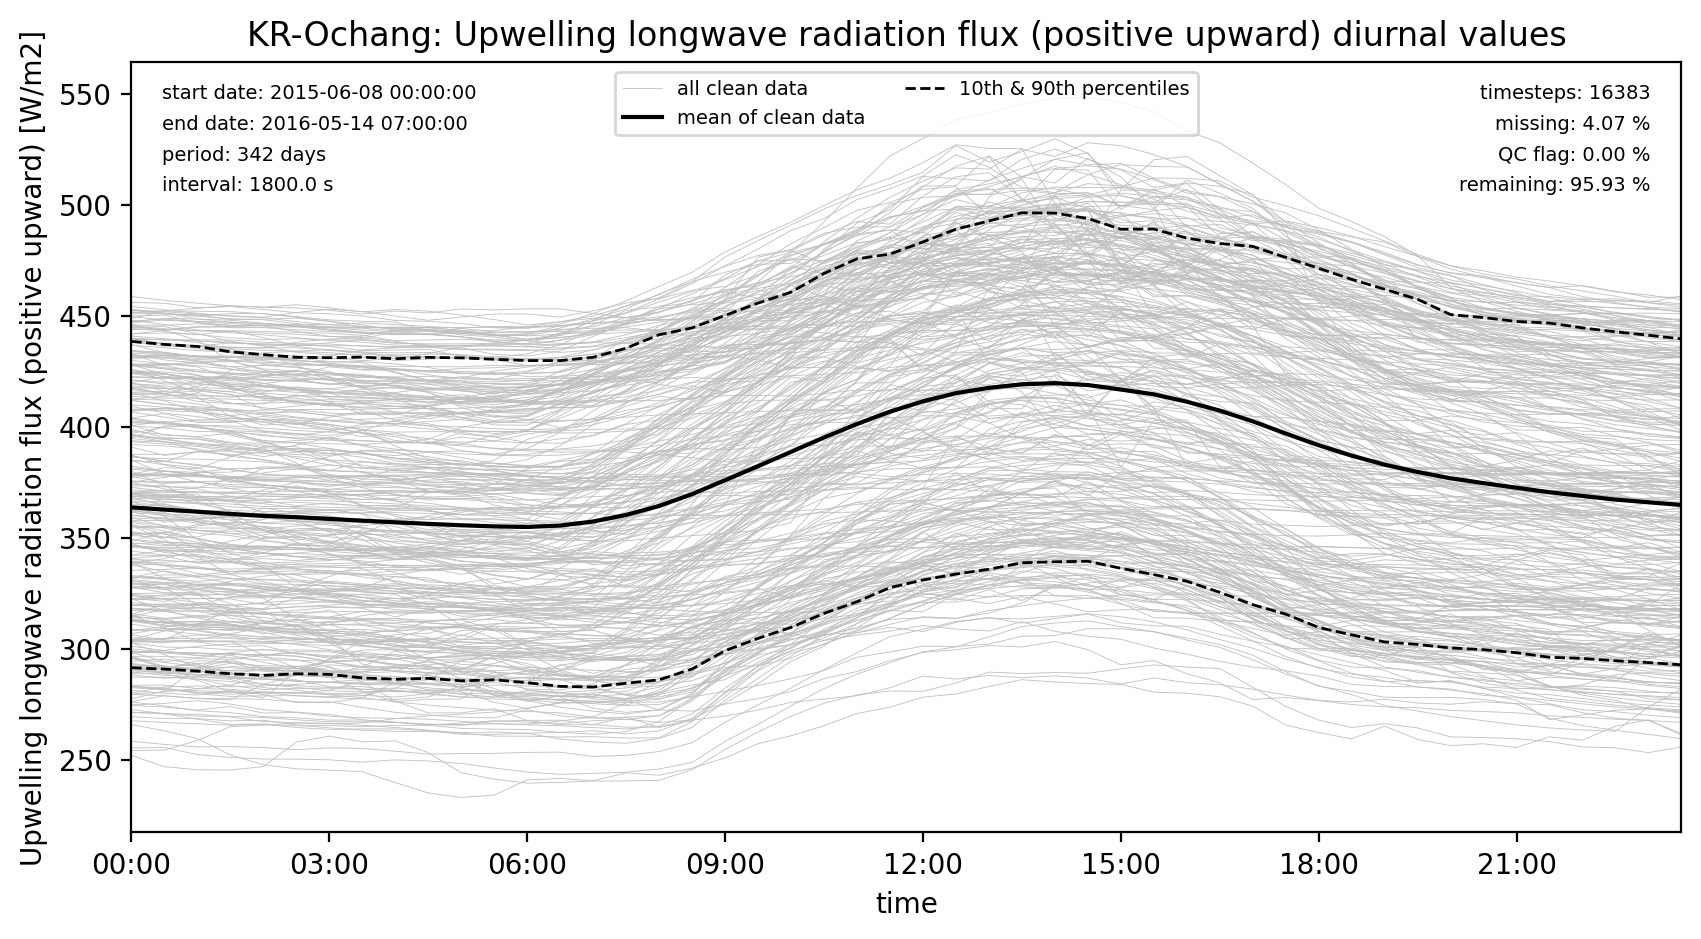 KR-Ochang: Upwelling longwave radiation flux (positive upward) diurnal values
Upwelling longwave radiation flux (positive upward) [W/m2]
550
500
450
400
350
300
250
start date: 2015-06-08 00:00:00
end date: 2016-05-14 07:00:00
period: 342 days
interval: 1800.0 s
all clean data
mean of clean data
10th & 90th percentiles
timesteps: 16383
missing: 4.07 %
QC flag: 0.00 %
remaining: 95.93 %
00:00 03:00 06:00 09:00 12:00 15:00 18:00 21:00
time